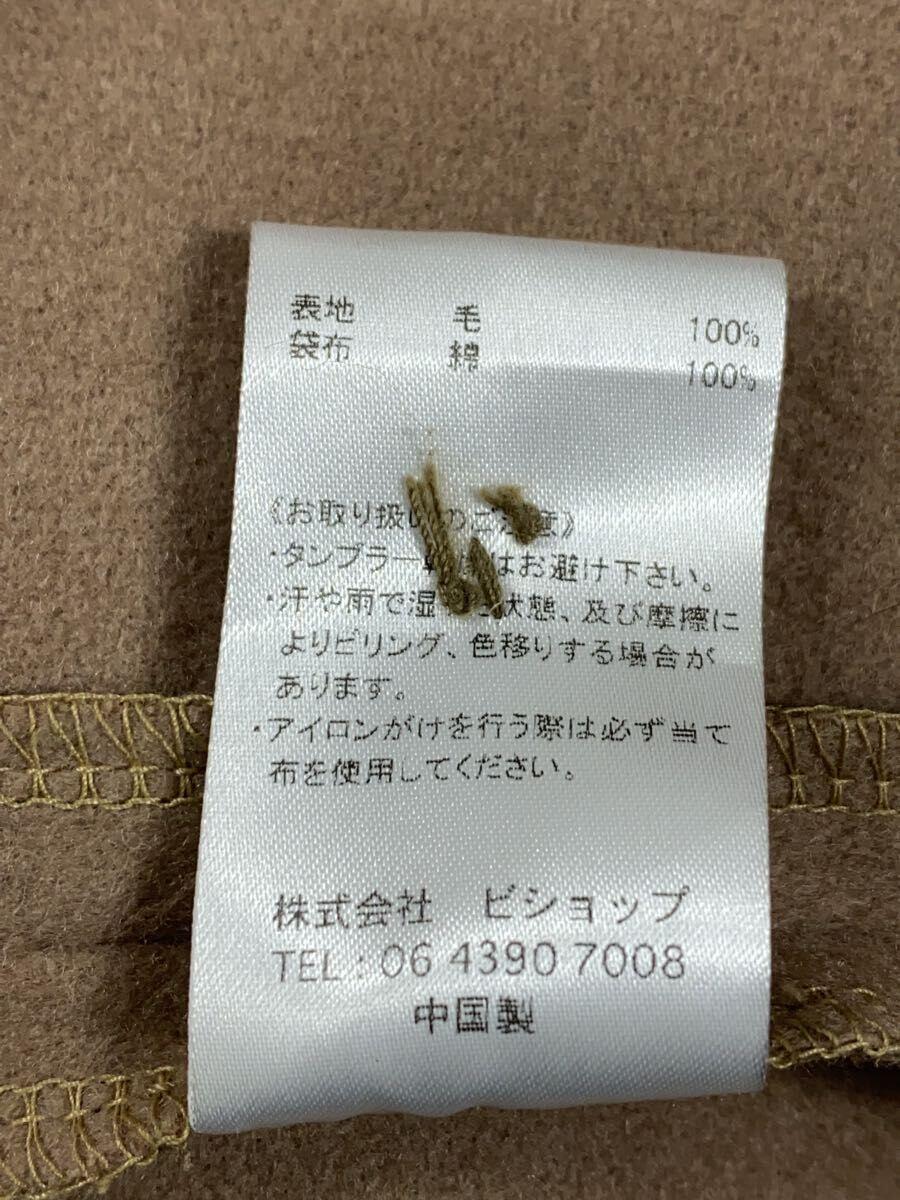 表地 毛 100%
袋布 綿 100%
《お取り扱いのご注意》
・タンブラー はお避け下さい。
・汗や雨で湿った状態、及び摩擦に
よりピリング、色移りする場合が
あります。
・アイロンがけを行う際は必ず当て
布を使用してください。
株式会社 ビショップ
TEL：06 4390 7008
中国製